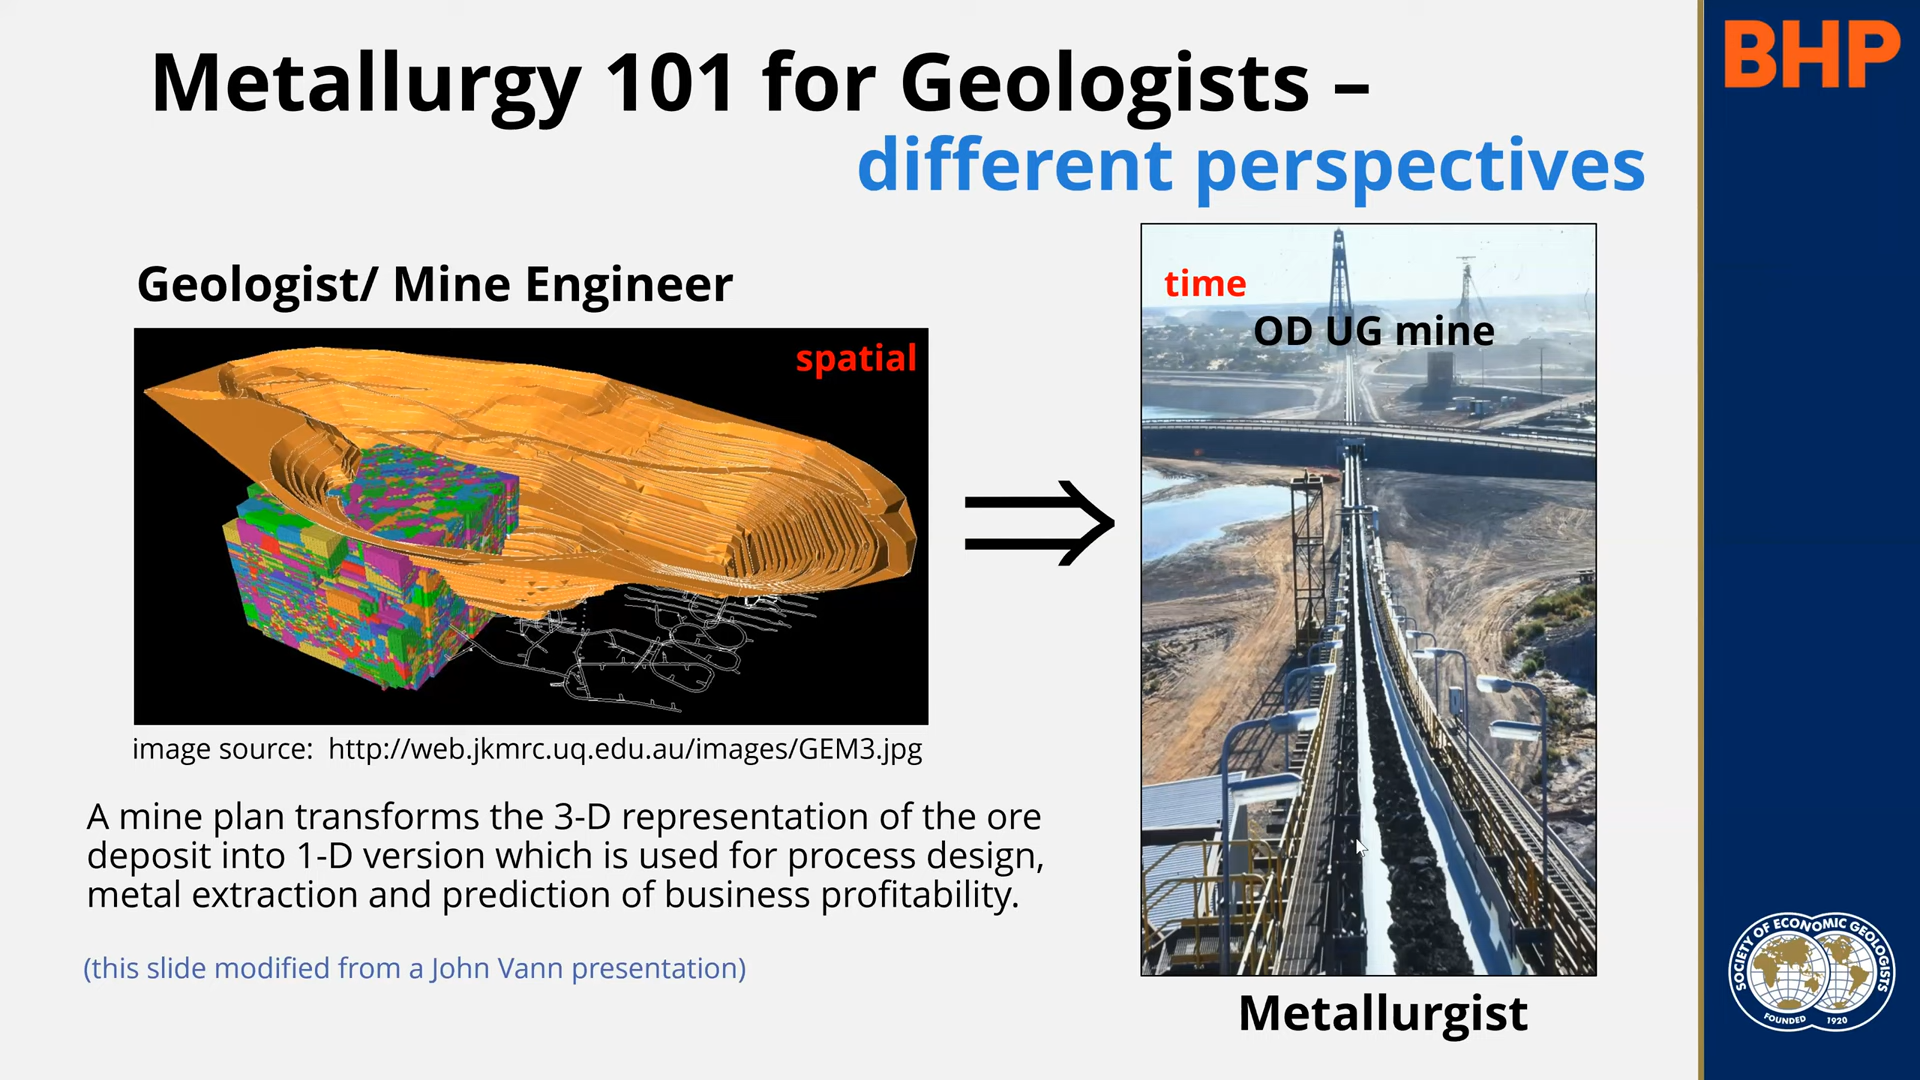 Metallurgy 101 for Geologists –
different perspectives
BHP
Geologist/ Mine Engineer
spatial
time
OD UG mine
image source:  http://web.jkmrc.uq.edu.au/images/GEM3.jpg
A mine plan transforms the 3-D representation of the ore
deposit into 1-D version which is used for process design,
metal extraction and prediction of business profitability.
(this slide modified from a John Vann presentation)
Metallurgist
SOCIETY OF ECONOMIC GEOLOGISTS
FOUNDED 1920